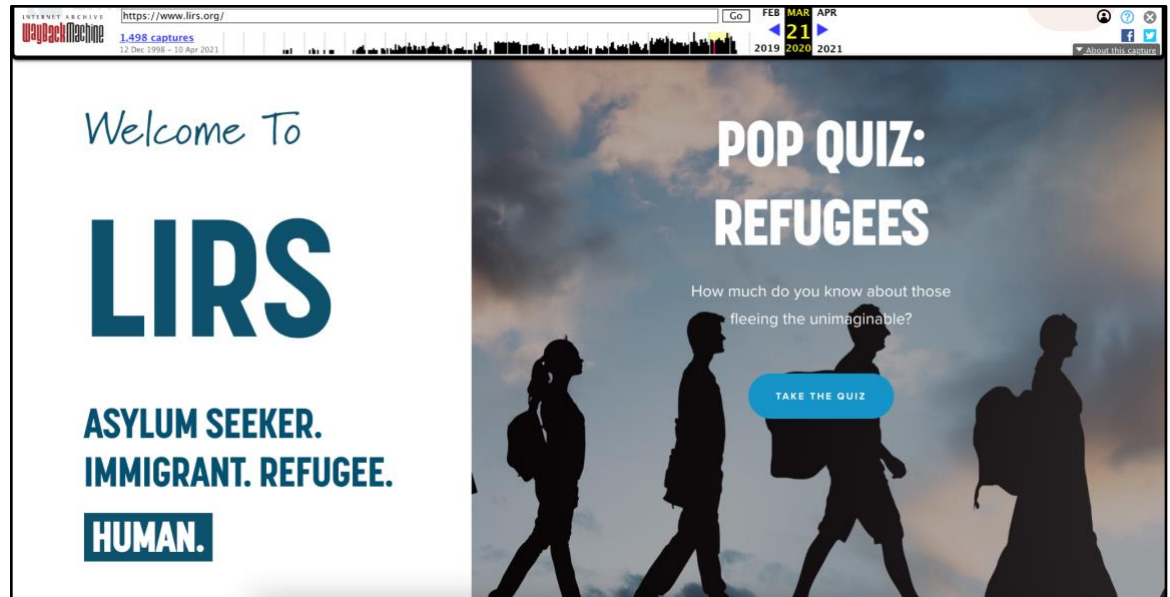 INTERNET ARCHIVE
WayBackMachine
https://www.lirs.org/
Go
FEB MAR APR
21
2019 2020 2021
1,498 captures
12 Dec 1998 – 10 Apr 2021
About this capture
Welcome To
LIRS
ASYLUM SEEKER.
IMMIGRANT. REFUGEE.
HUMAN.
POP QUIZ:
REFUGEES
How much do you know about those
fleeing the unimaginable?
TAKE THE QUIZ